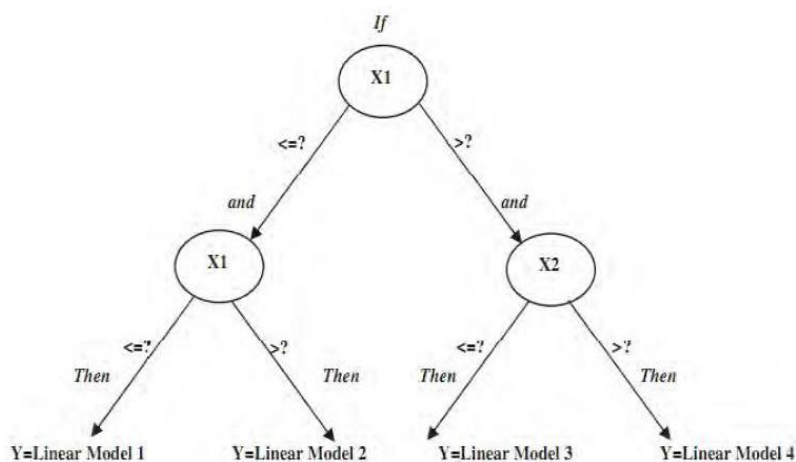 If
X1
<=? >?
and and
X1 X2
<=? >? <=? >?
Then Then Then Then
Y=Linear Model 1 Y=Linear Model 2 Y=Linear Model 3 Y=Linear Model 4